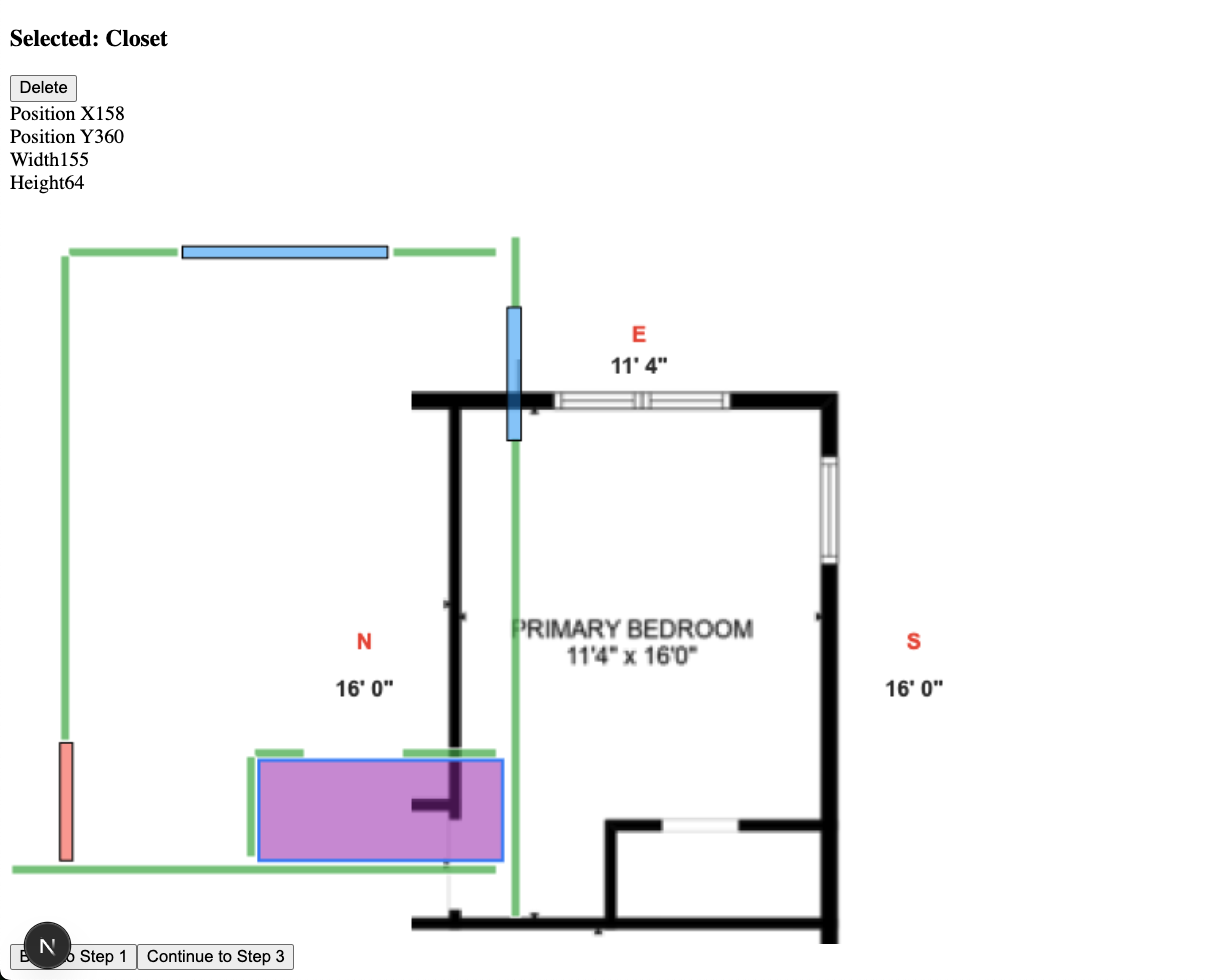 Selected: Closet
Delete
Position X158
Position Y360
Width155
Height64
E
11' 4"
PRIMARY BEDROOM
11'4" x 16'0"
N
S
16' 0"
16' 0"
N
Step 1
Continue to Step 3